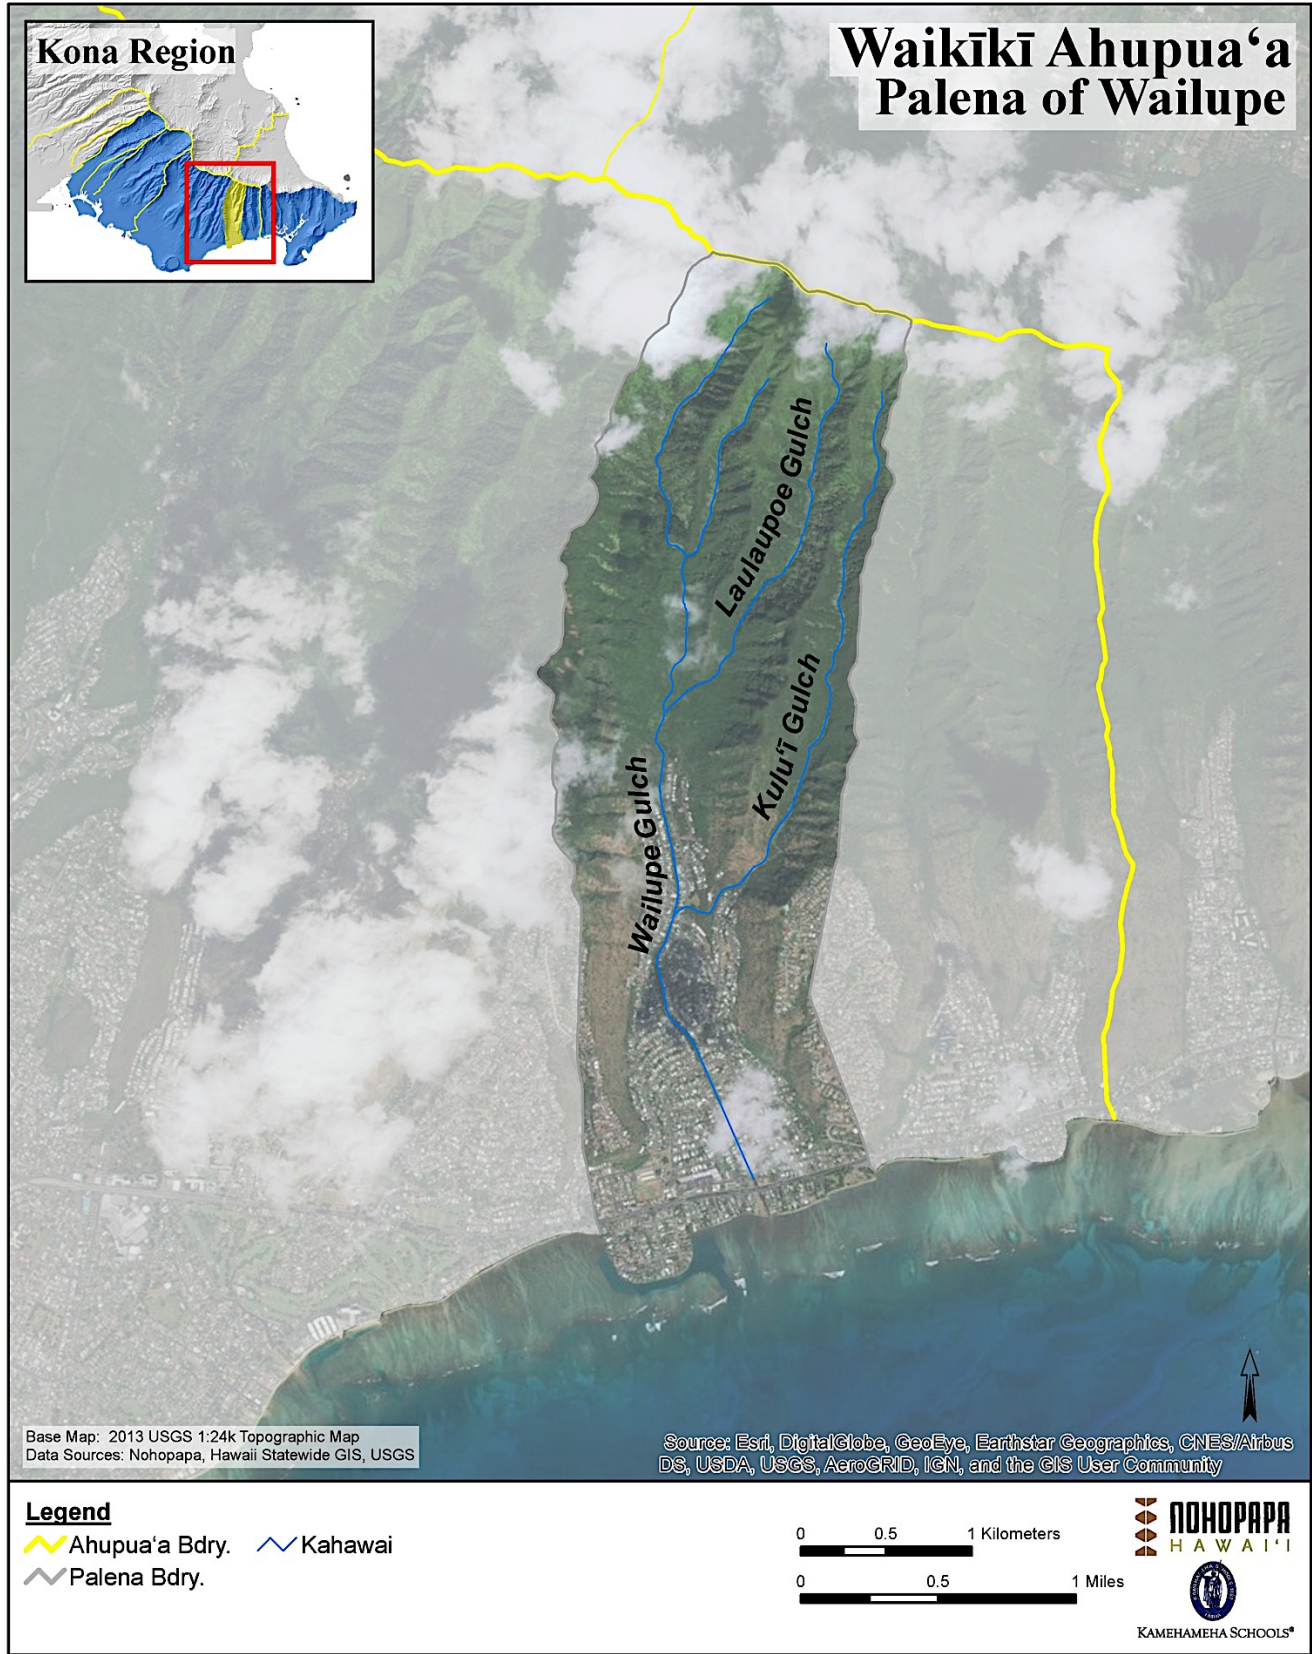 Kona Region
Waikīkī Ahupuaʻa
Palena of Wailupe
Laulaupoe Gulch
Kuluʻī Gulch
Wailupe Gulch
Base Map: 2013 USGS 1:24k Topographic Map
Data Sources: Nohopapa, Hawaii Statewide GIS, USGS
Source: Esri, DigitalGlobe, GeoEye, Earthstar Geographics, CNES/Airbus
DS, USDA, USGS, AeroGRID, IGN, and the GIS User Community
Legend
Ahupuaʻa Bdry.
Kahawai
Palena Bdry.
0 0.5 1 Kilometers
0 0.5 1 Miles
NOHOPAPA
HAWAIʻI
KAMEHAMEHA SCHOOLS®